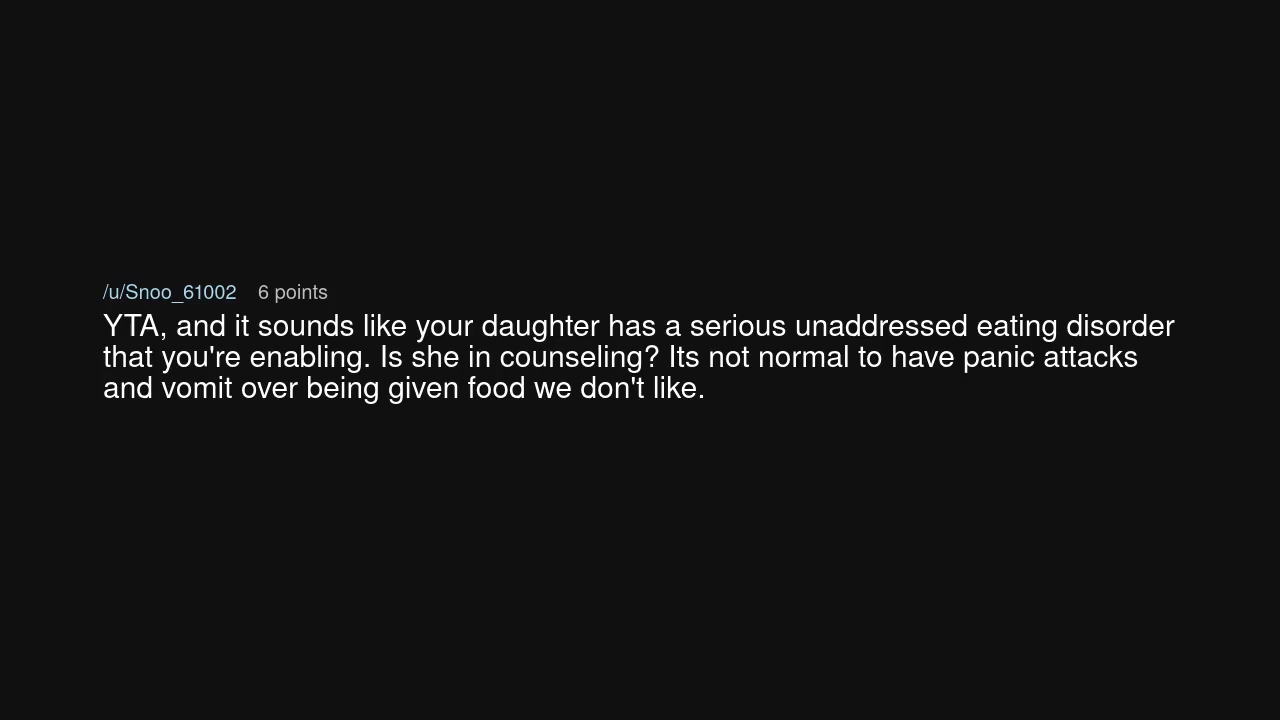 /u/Snoo_61002 6 points
YTA, and it sounds like your daughter has a serious unaddressed eating disorder
that you're enabling. Is she in counseling? Its not normal to have panic attacks
and vomit over being given food we don't like.